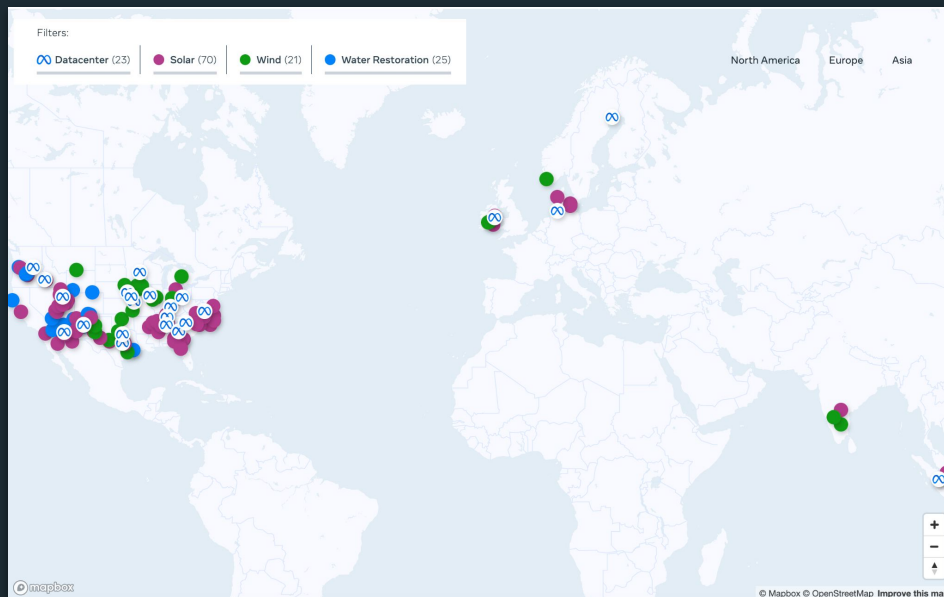 Filters:
Datacenter (23) Solar (70) Wind (21) Water Restoration (25)
North America Europe Asia
+
−
mapbox
© Mapbox © OpenStreetMap Improve this ma